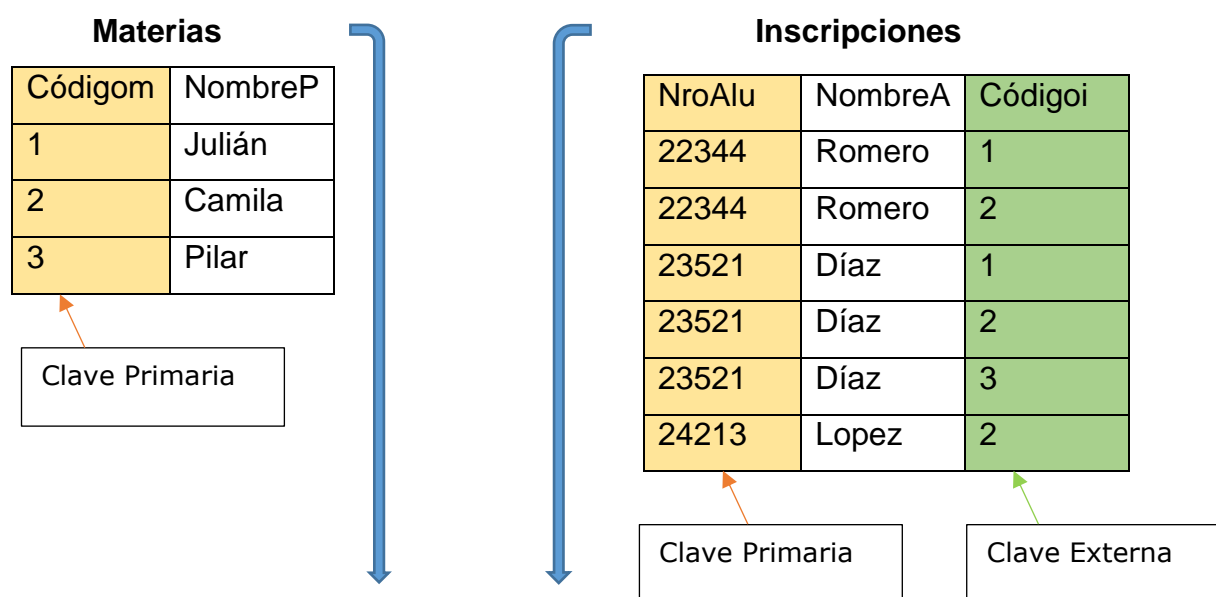 Materias
Códigom NombreP
1 Julián
2 Camila
3 Pilar
Clave Primaria
Inscripciones
NroAlu NombreA Códigoi
22344 Romero 1
22344 Romero 2
23521 Díaz 1
23521 Díaz 2
23521 Díaz 3
24213 Lopez 2
Clave Primaria
Clave Externa